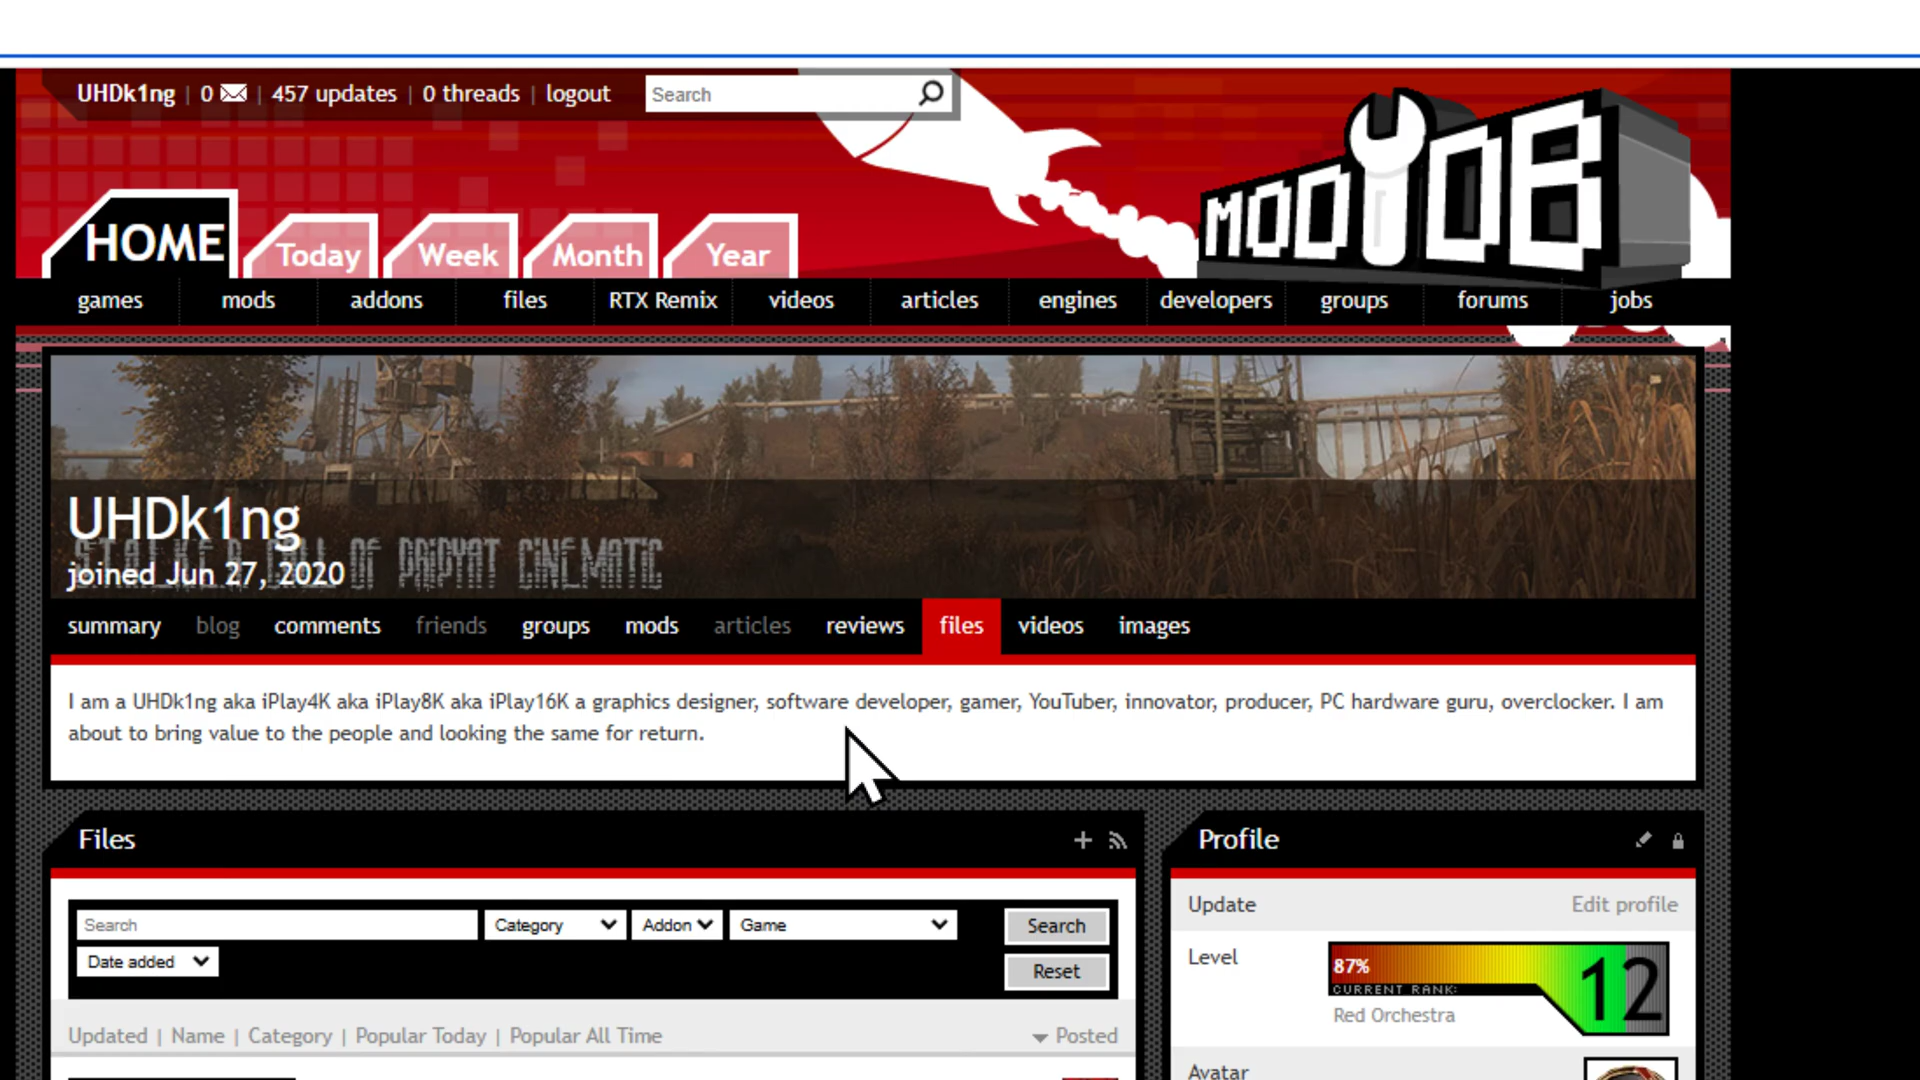 UHDk1ng | 0 | 457 updates | 0 threads | logout
Search
MODDB
HOME
Today
Week
Month
Year
games
mods
addons
files
RTX Remix
videos
articles
engines
developers
groups
forums
jobs
UHDk1ng
S.T.A.L.K.E.R. CALL OF PRIPYAT CINEMATIC
joined Jun 27, 2020
summary
blog
comments
friends
groups
mods
articles
reviews
files
videos
images
I am a UHDk1ng aka iPlay4K aka iPlay8K aka iPlay16K a graphics designer, software developer, gamer, YouTuber, innovator, producer, PC hardware guru, overclocker. I am
about to bring value to the people and looking the same for return.
Files
Search
Category
Addon
Game
Search
Date added
Reset
Updated | Name | Category | Popular Today | Popular All Time
Posted
Profile
Update
Edit profile
Level
87%
CURRENT RANK:
12
Red Orchestra
Avatar